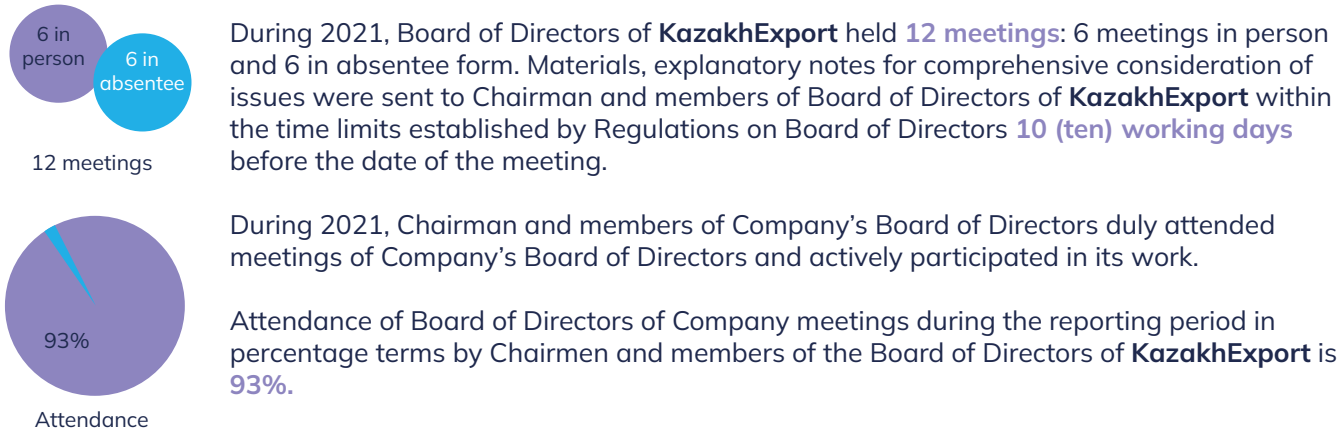 6 in
person
6 in
absentee
12 meetings
During 2021, Board of Directors of KazakhExport held 12 meetings: 6 meetings in person
and 6 in absentee form. Materials, explanatory notes for comprehensive consideration of
issues were sent to Chairman and members of Board of Directors of KazakhExport within
the time limits established by Regulations on Board of Directors 10 (ten) working days
before the date of the meeting.
During 2021, Chairman and members of Company’s Board of Directors duly attended
meetings of Company’s Board of Directors and actively participated in its work.
93%
Attendance
Attendance of Board of Directors of Company meetings during the reporting period in
percentage terms by Chairmen and members of the Board of Directors of KazakhExport is
93%.